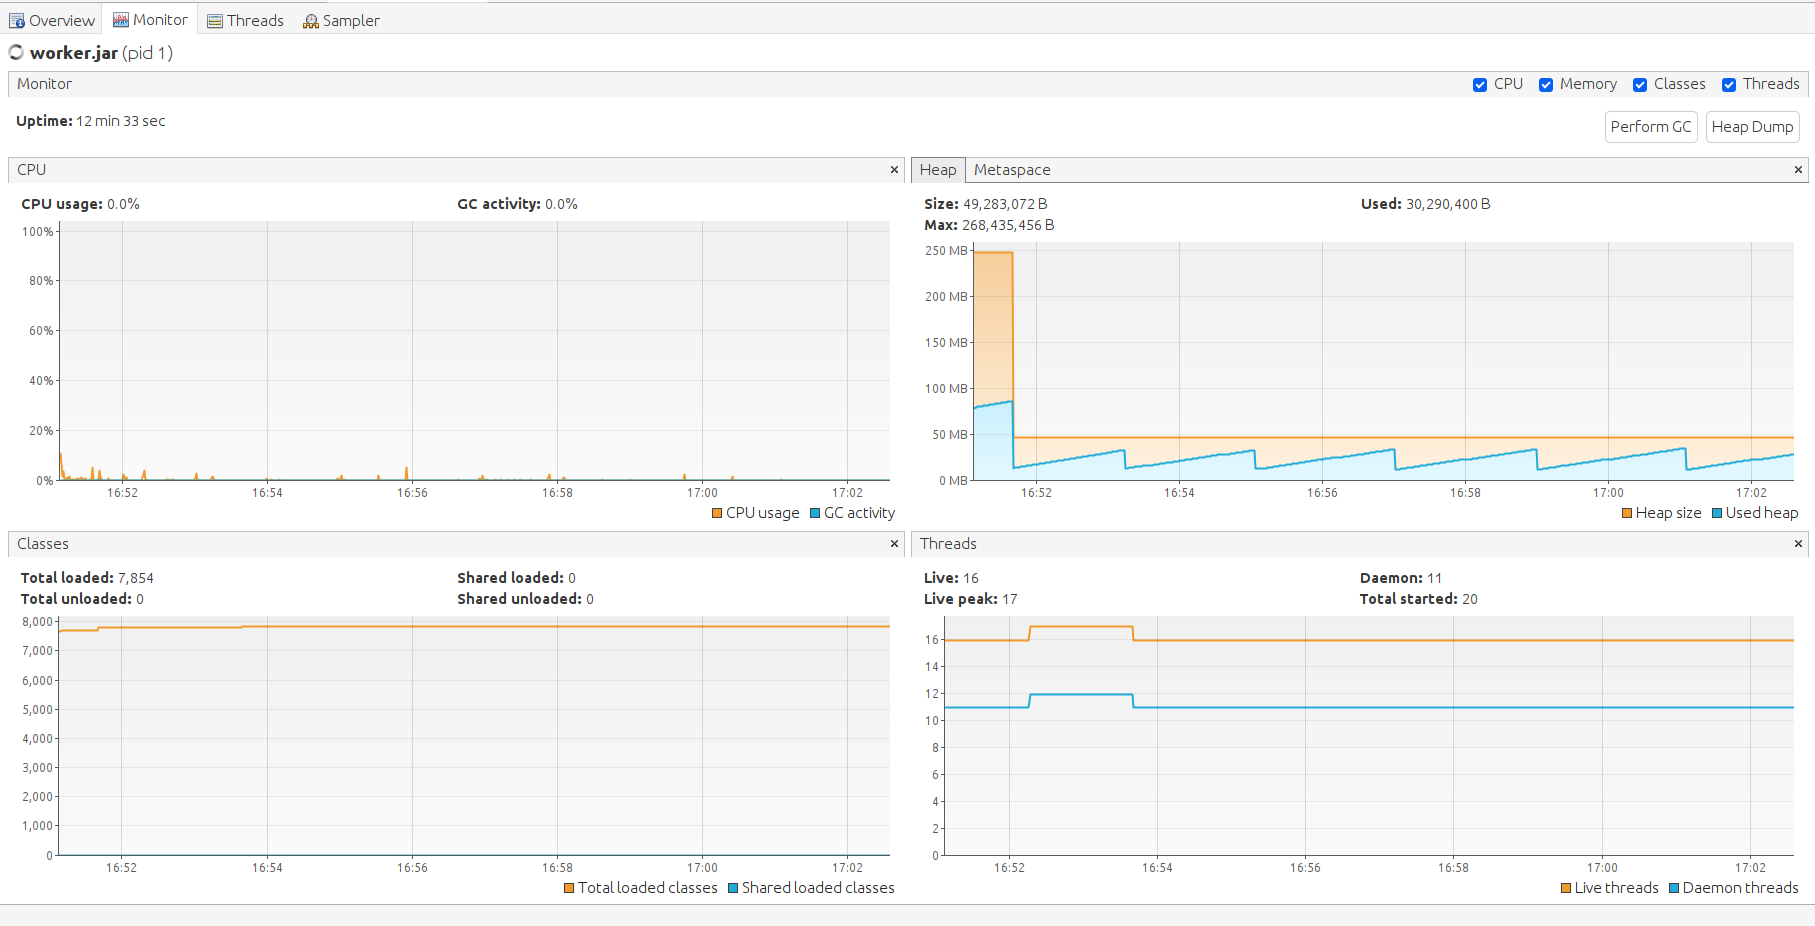 Overview Monitor Threads Sampler
worker.jar (pid 1)
Monitor CPU Memory Classes Threads
Uptime: 12 min 33 sec
Perform GC Heap Dump
CPU ×
CPU usage: 0.0% GC activity: 0.0%
100%
80%
60%
40%
20%
0%
16:52 16:54 16:56 16:58 17:00 17:02
CPU usage GC activity
Heap Metaspace ×
Size: 49,283,072 B Used: 30,290,400 B
Max: 268,435,456 B
250 MB
200 MB
150 MB
100 MB
50 MB
0 MB
16:52 16:54 16:56 16:58 17:00 17:02
Heap size Used heap
Classes ×
Total loaded: 7,854 Shared loaded: 0
Total unloaded: 0 Shared unloaded: 0
8,000
7,000
6,000
5,000
4,000
3,000
2,000
1,000
0
16:52 16:54 16:56 16:58 17:00 17:02
Total loaded classes Shared loaded classes
Threads ×
Live: 16 Daemon: 11
Live peak: 17 Total started: 20
16
14
12
10
8
6
4
2
0
16:52 16:54 16:56 16:58 17:00 17:02
Live threads Daemon threads